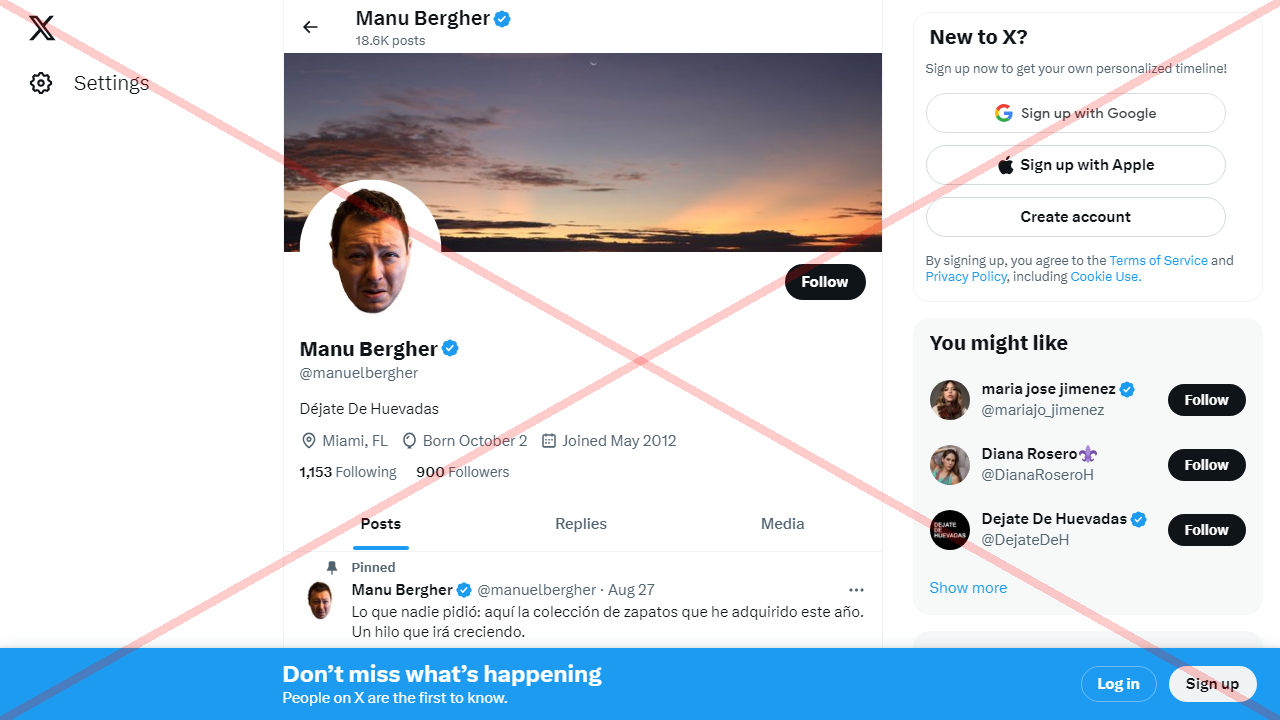 Settings
Manu Bergher
18.6K posts
Follow
Manu Bergher
@manuelbergher
Déjate De Huevadas
Miami, FL Born October 2 Joined May 2012
1,153 Following 900 Followers
Posts Replies Media
Pinned
Manu Bergher @manuelbergher · Aug 27
Lo que nadie pidió: aquí la colección de zapatos que he adquirido este año.
Un hilo que irá creciendo.
New to X?
Sign up now to get your own personalized timeline!
Sign up with Google
Sign up with Apple
Create account
By signing up, you agree to the Terms of Service and
Privacy Policy, including Cookie Use.
You might like
maria jose jimenez
@mariajo_jimenez
Follow
Diana Rosero⚜
@DianaRoseroH
Follow
DEJATE
DE
HUEVADAS
Dejate De Huevadas
@DejateDeH
Follow
Show more
Don’t miss what’s happening
People on X are the first to know.
Log in
Sign up